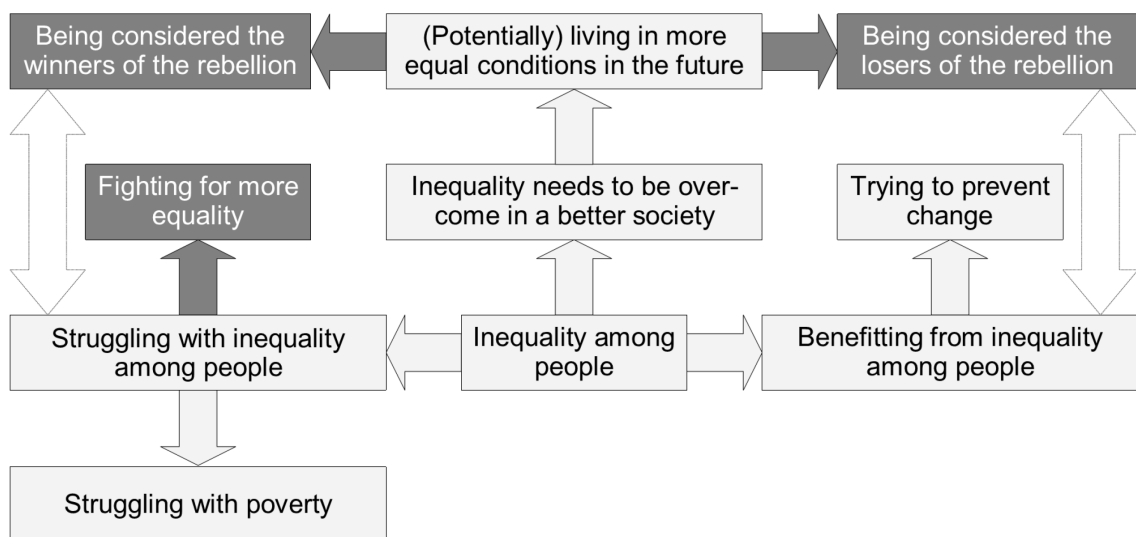 Being considered the
winners of the rebellion
(Potentially) living in more
equal conditions in the future
Being considered the
losers of the rebellion
Fighting for more
equality
Inequality needs to be over-
come in a better society
Trying to prevent
change
Struggling with inequality
among people
Inequality among
people
Benefitting from inequality
among people
Struggling with poverty